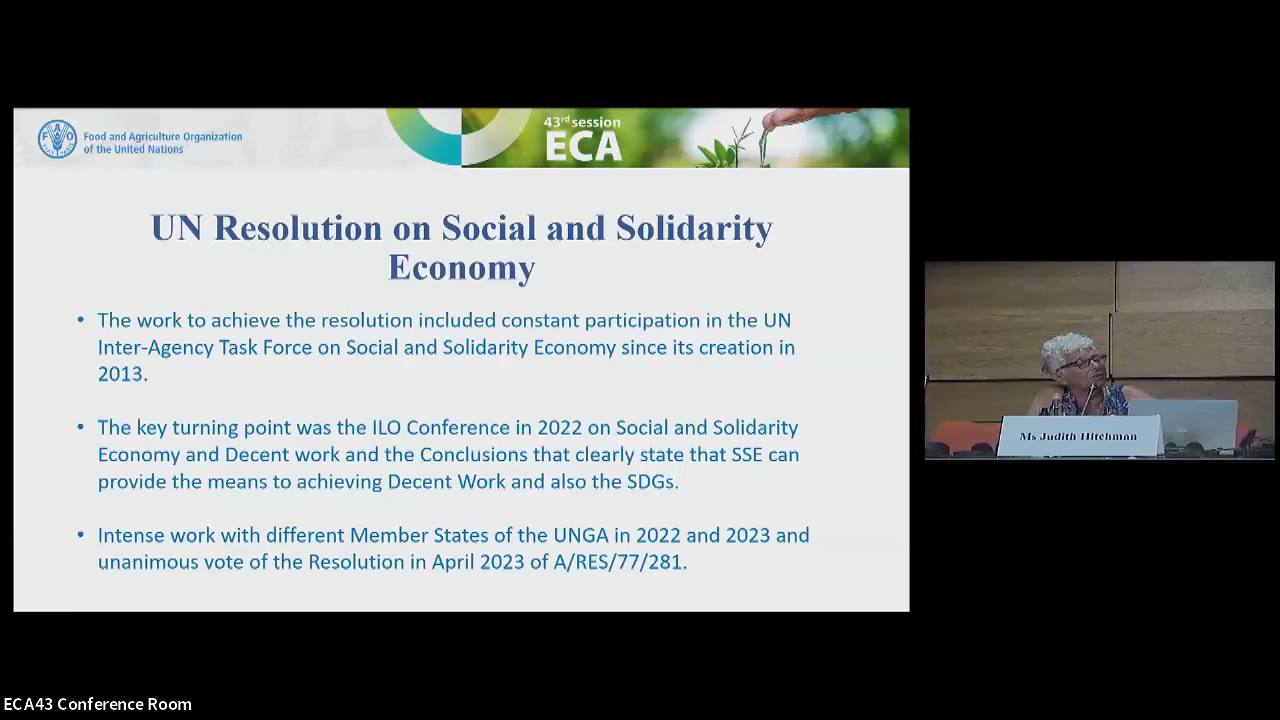 FAO
FIAT PANIS
Food and Agriculture Organization
of the United Nations
43rd session
ECA
UN Resolution on Social and Solidarity
Economy
• The work to achieve the resolution included constant participation in the UN
Inter-Agency Task Force on Social and Solidarity Economy since its creation in
2013.
• The key turning point was the ILO Conference in 2022 on Social and Solidarity
Economy and Decent work and the Conclusions that clearly state that SSE can
provide the means to achieving Decent Work and also the SDGs.
• Intense work with different Member States of the UNGA in 2022 and 2023 and
unanimous vote of the Resolution in April 2023 of A/RES/77/281.
Ms Judith Hitchman
ECA43 Conference Room